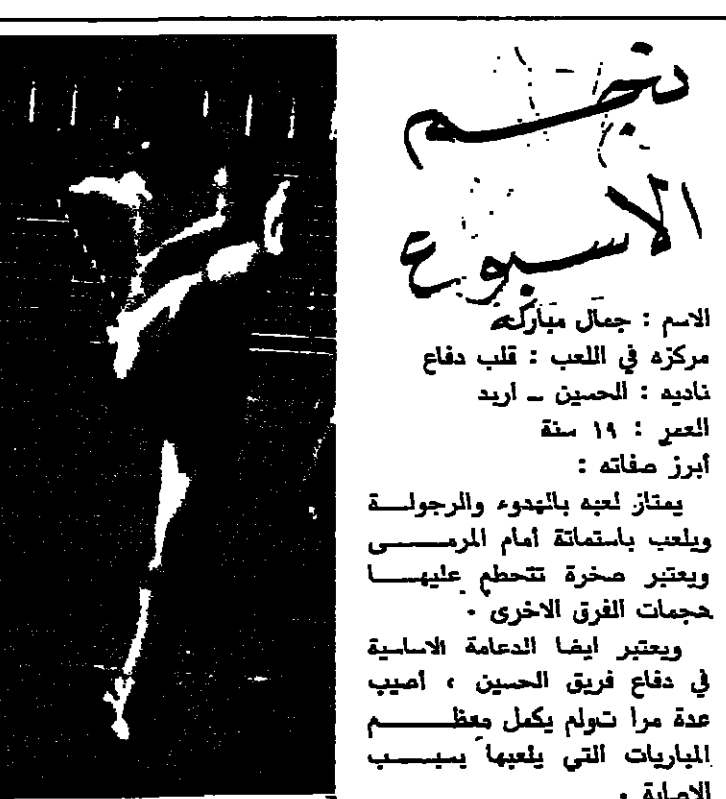 نجم
الاسبوع
الاسم : جمال مباركه
مركزه في اللعب : قلب دفاع
ناديه : الحسين – اربد
العمر : ١٩ سنة
أبرز صفاته :
يمتاز لعبه بالهدوء والرجولة
ويلعب باستماتة أمام المرمى
ويعتبر صخرة تتحطم عليها
هجمات الفرق الاخرى .
ويعتبر ايضا الدعامة الاساسية
في دفاع فريق الحسين ، أصيب
عدة مرا تولم يكمل معظم
المباريات التي يلعبها بسبب
الاصابة .